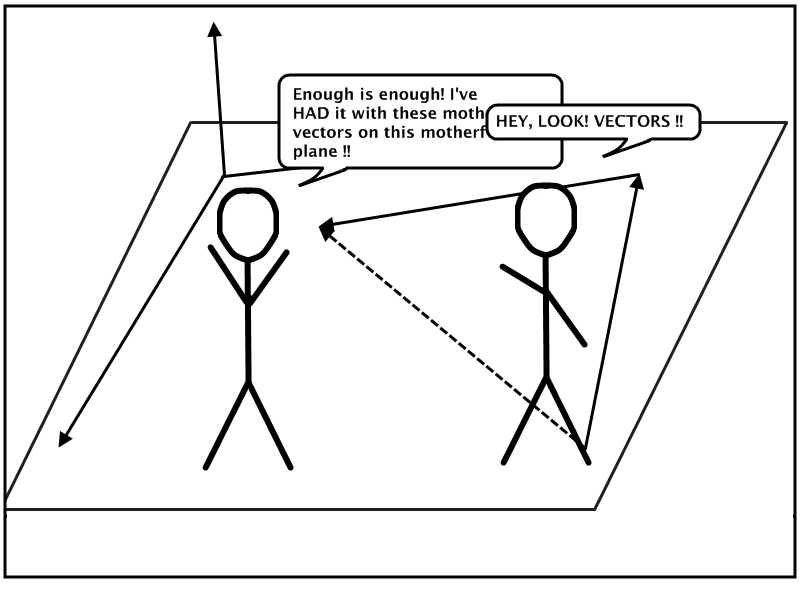 Enough is enough! I've
HAD it with these moth
vectors on this motherf
plane !!
HEY, LOOK! VECTORS !!